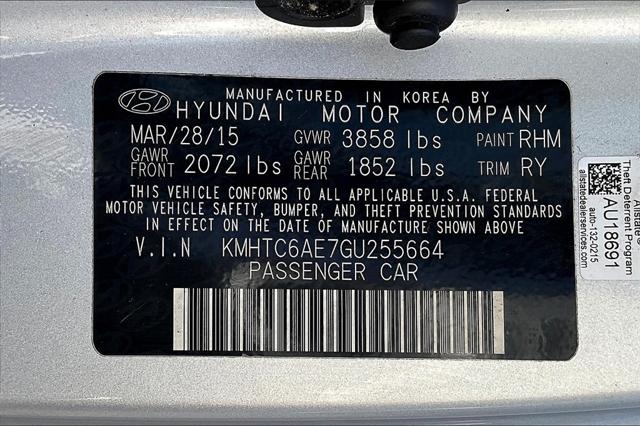 MANUFACTURED IN KOREA BY
HYUNDAI MOTOR COMPANY
MAR/28/15 GVWR 3858 lbs PAINT RHM
GAWR FRONT 2072 lbs GAWR REAR 1852 lbs TRIM RY
THIS VEHICLE CONFORMS TO ALL APPLICABLE U.S.A. FEDERAL
MOTOR VEHICLE SAFETY, BUMPER, AND THEFT PREVENTION STANDARDS
IN EFFECT ON THE DATE OF MANUFACTURE SHOWN ABOVE
V.I.N KMHTC6AE7GU255664
PASSENGER CAR
Allstate
Theft Deterrent Program
allstatedealerservices.com
auto-132-0215
AU18691